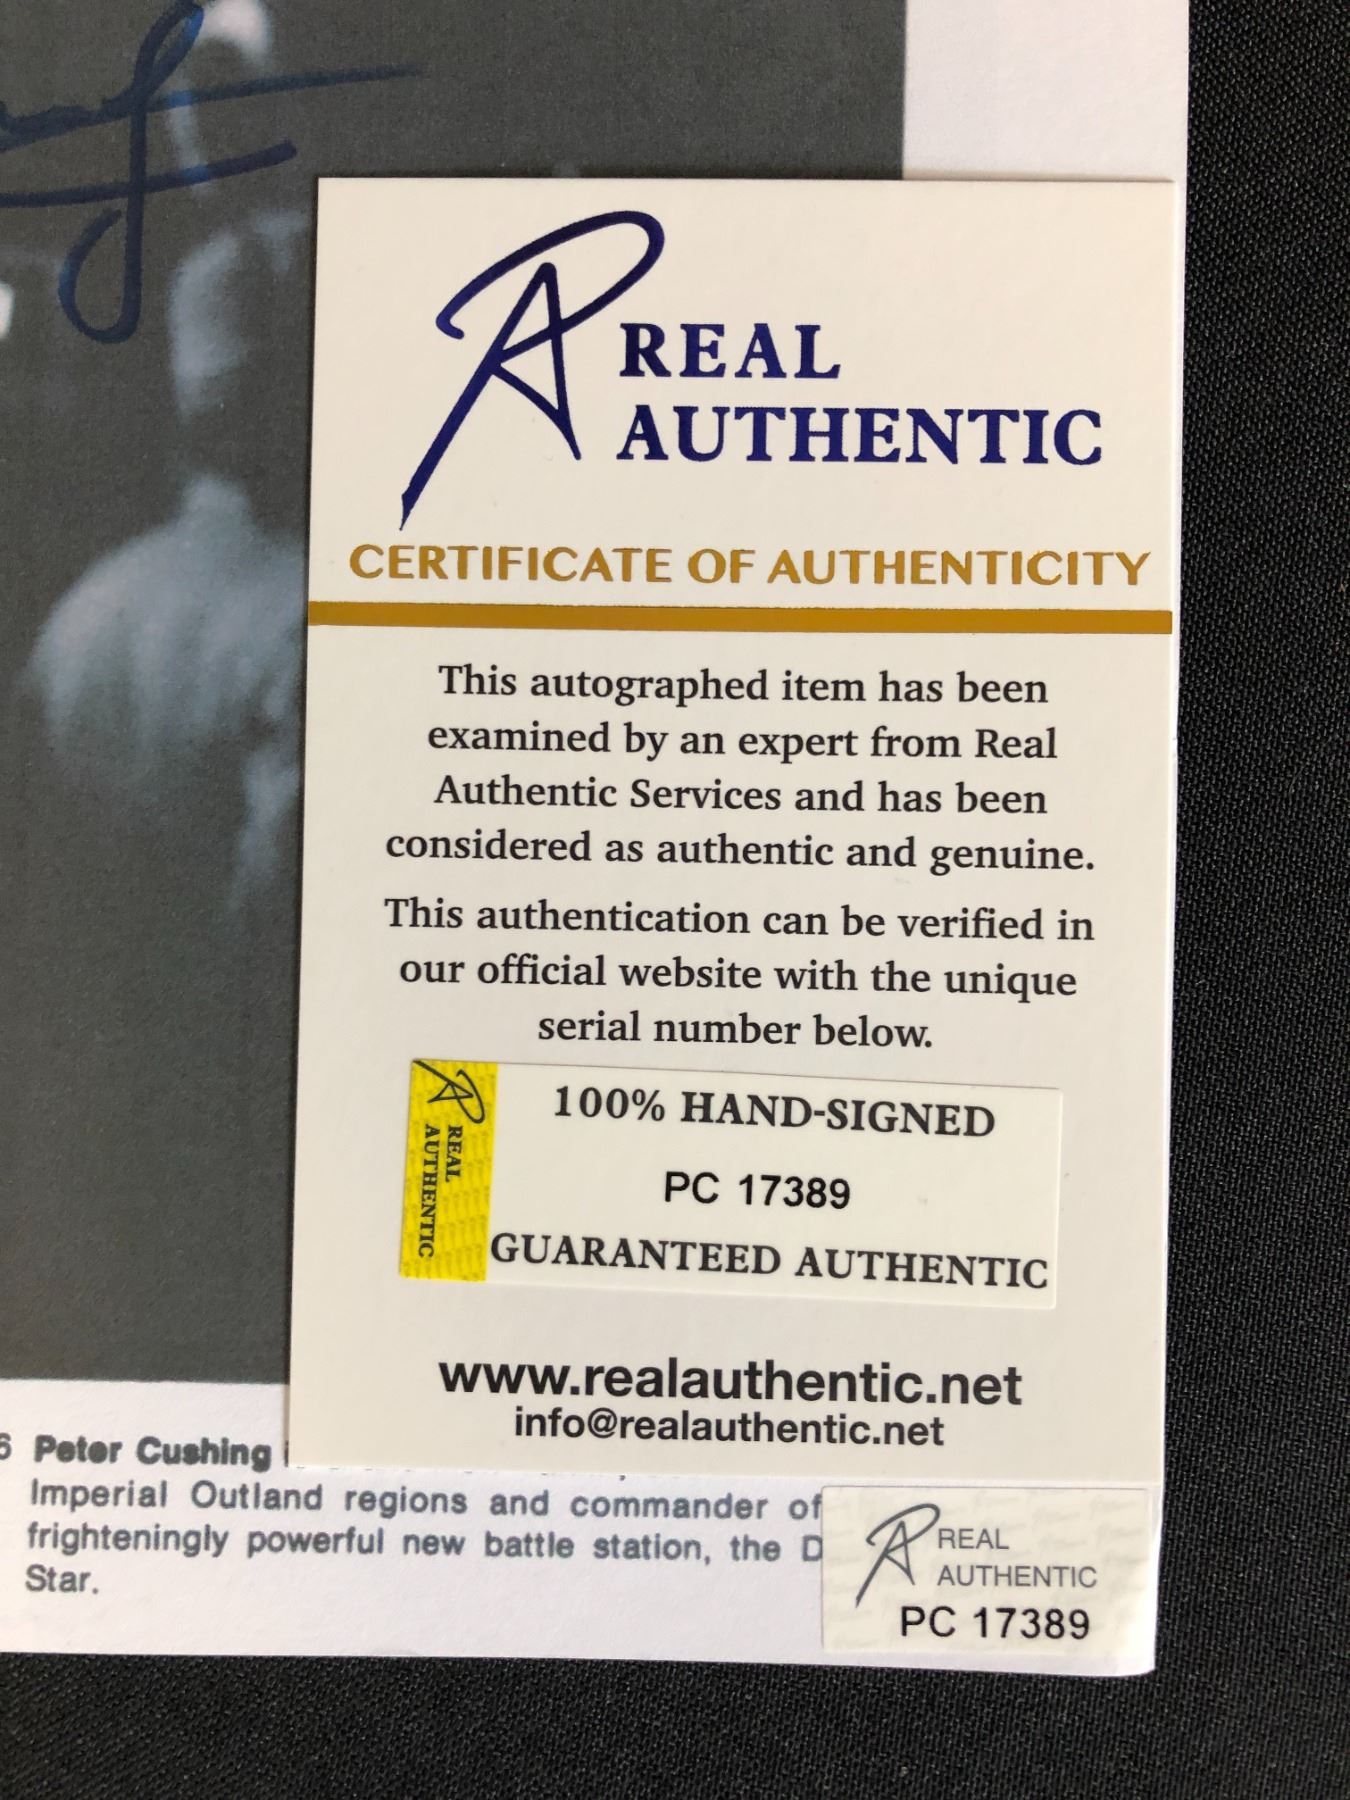 REAL
AUTHENTIC
CERTIFICATE OF AUTHENTICITY
This autographed item has been
examined by an expert from Real
Authentic Services and has been
considered as authentic and genuine.
This authentication can be verified in
our official website with the unique
serial number below.
REAL
AUTHENTIC
100% HAND-SIGNED
PC 17389
GUARANTEED AUTHENTIC
www.realauthentic.net
info@realauthentic.net
6 Peter Cushing
Imperial Outland regions and commander of
frighteningly powerful new battle station, the D
Star.
REAL
AUTHENTIC
PC 17389